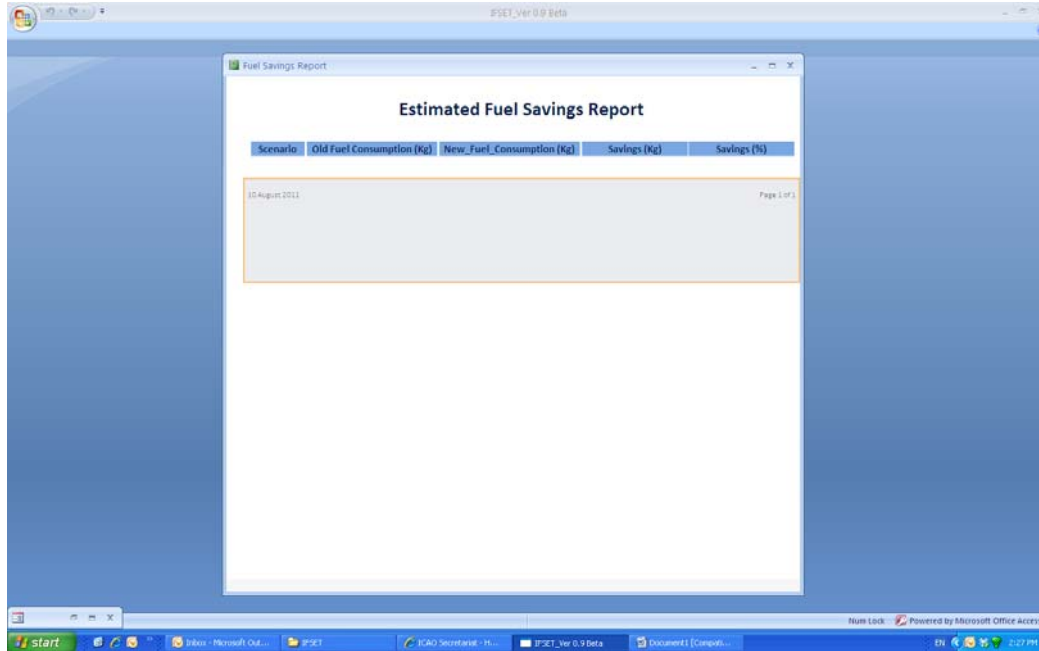 IFSET_Ver 0.9 Beta
Fuel Savings Report
Estimated Fuel Savings Report
Scenario Old Fuel Consumption (Kg) New_Fuel_Consumption (Kg) Savings (Kg) Savings (%)
10 August 2011 Page 1 of 1
Num Lock Powered by Microsoft Office Acces
start Inbox - Microsoft Out... IFSET ICAO Secretariat - H... IFSET_Ver 0.9 Beta Document1 [Compati... EN 2:27 PM